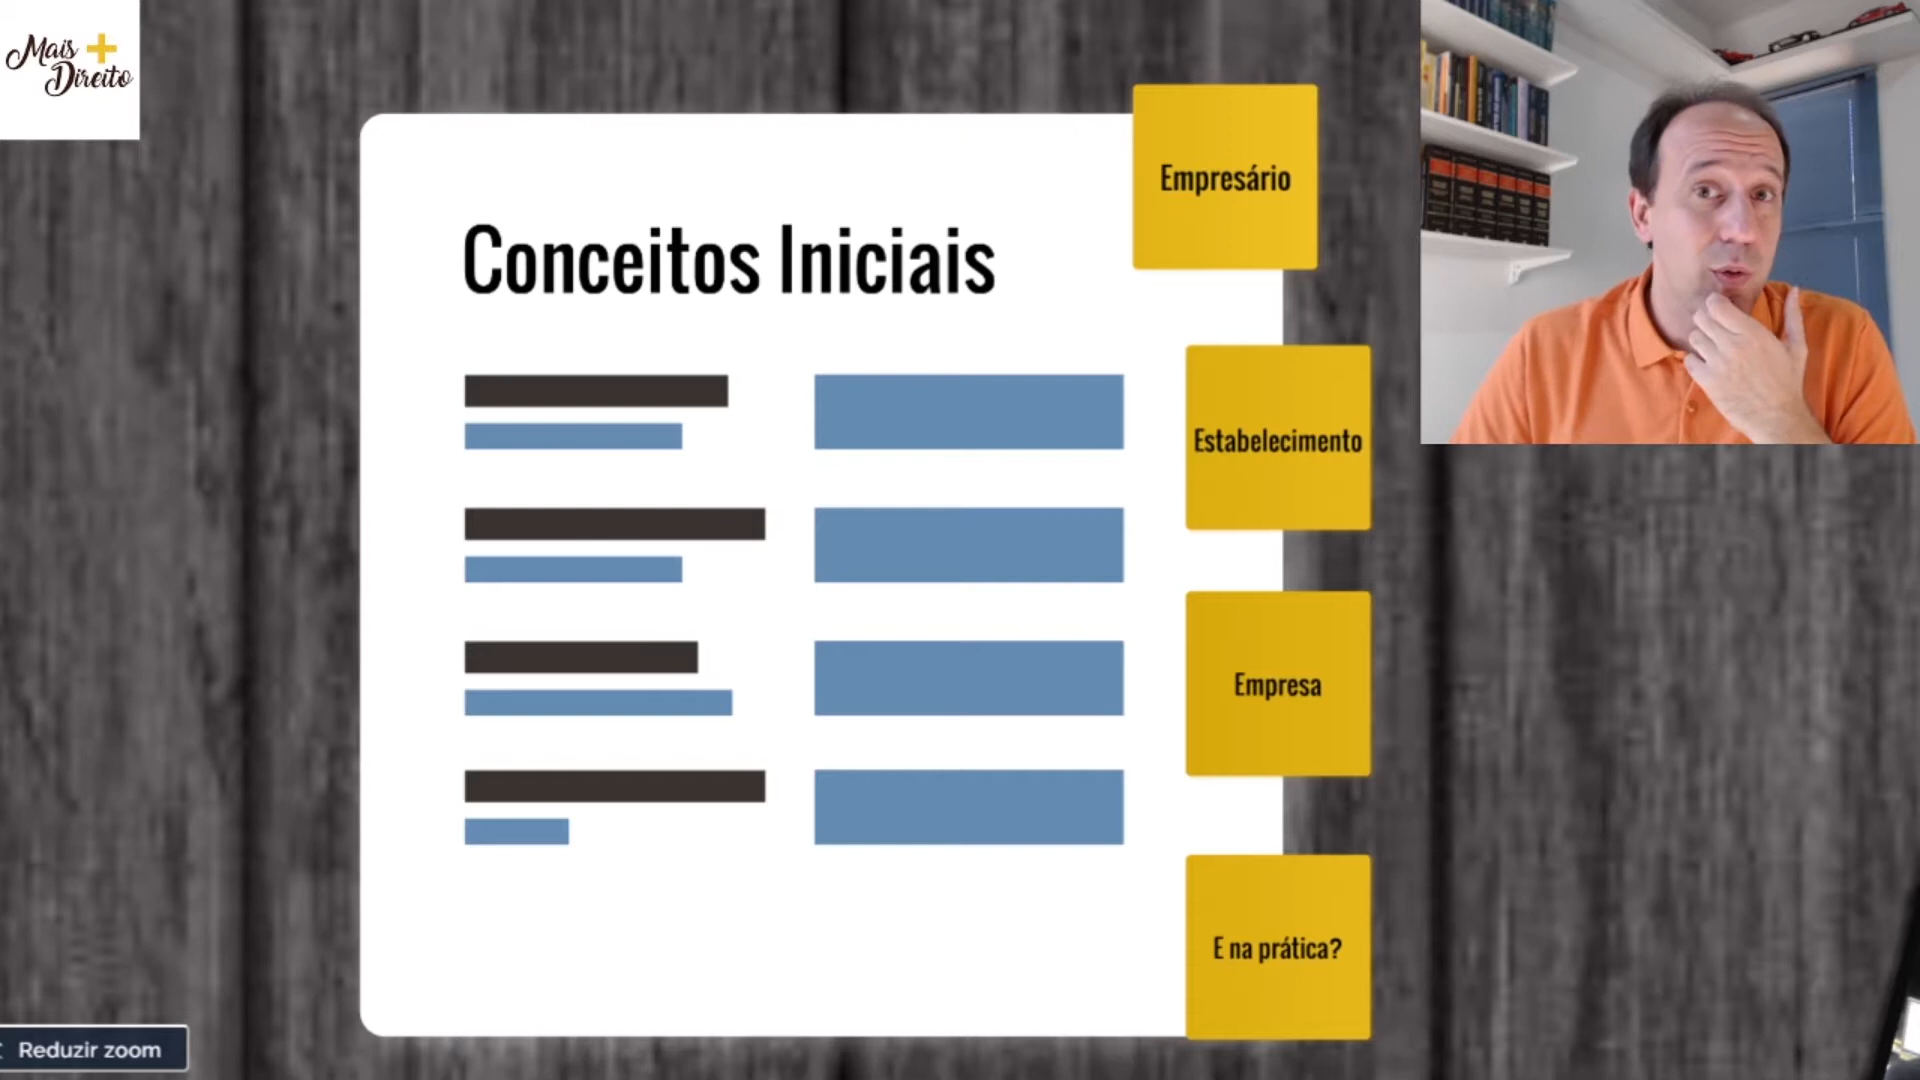 Mais +
Direito
Conceitos Iniciais
Empresário
Estabelecimento
Empresa
E na prática?
Reduzir zoom